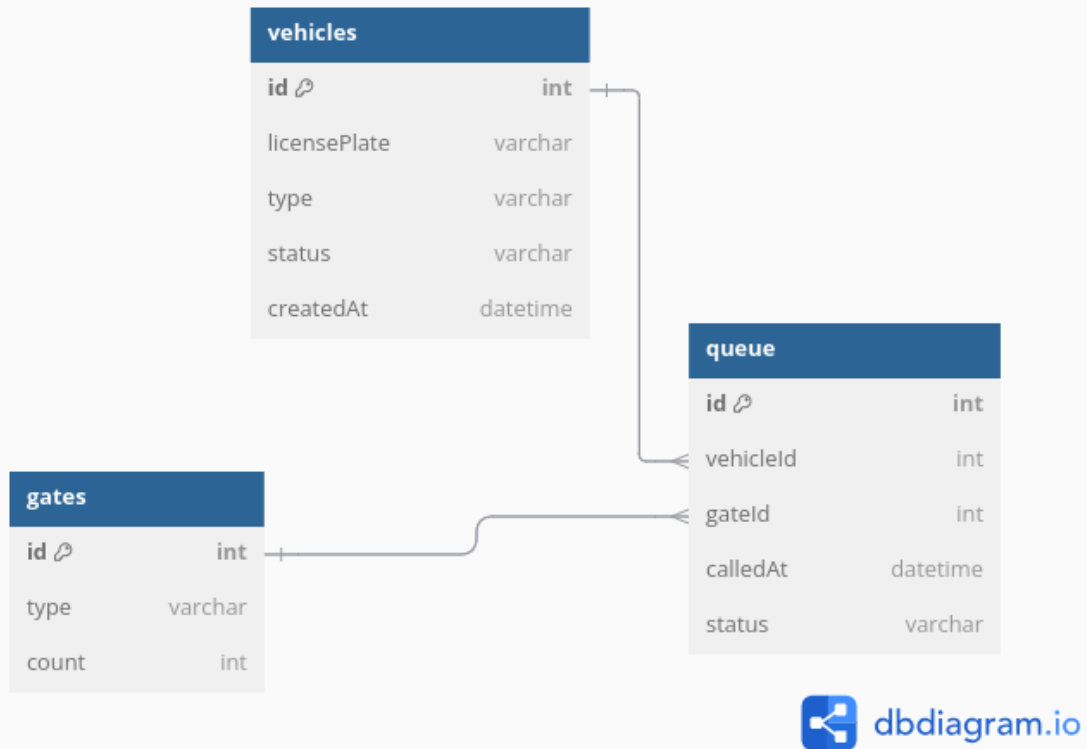 vehicles
id int
licensePlate varchar
type varchar
status varchar
createdAt datetime
queue
id int
vehicleId int
gateId int
calledAt datetime
status varchar
gates
id int
type varchar
count int
dbdiagram.io